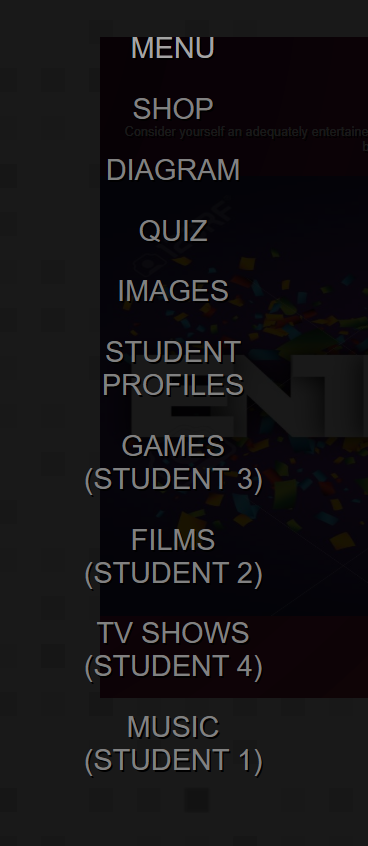 MENU
SHOP
Consider yourself an adequately entertaine
b
DIAGRAM
QUIZ
IMAGES
STUDENT
PROFILES
ENT
GAMES
(STUDENT 3)
FILMS
(STUDENT 2)
TV SHOWS
(STUDENT 4)
MUSIC
(STUDENT 1)